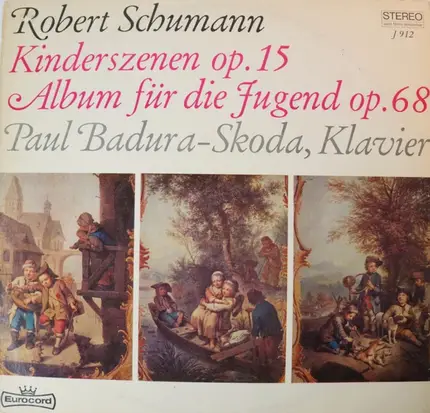 Robert Schumann
STEREO
J 912
Kinderszenen op. 15
Album für die Jugend op. 68
Paul Badura-Skoda, Klavier
Eurocord